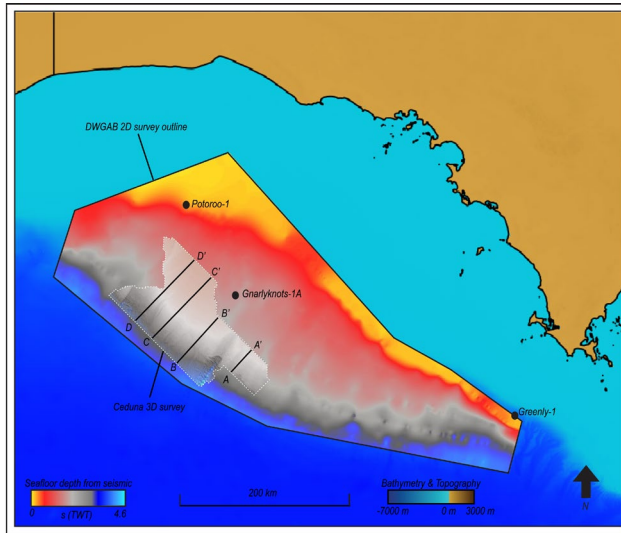 DWGAB 2D survey outline
Potoroo-1
D'
C'
Gnarlyknots-1A
B'
D
C
A'
B
A
Ceduna 3D survey
Greenly-1
Seafloor depth from seismic
0 s (TWT) 4.6
200 km
Bathymetry & Topography
-7000 m 0 m 3000 m
N